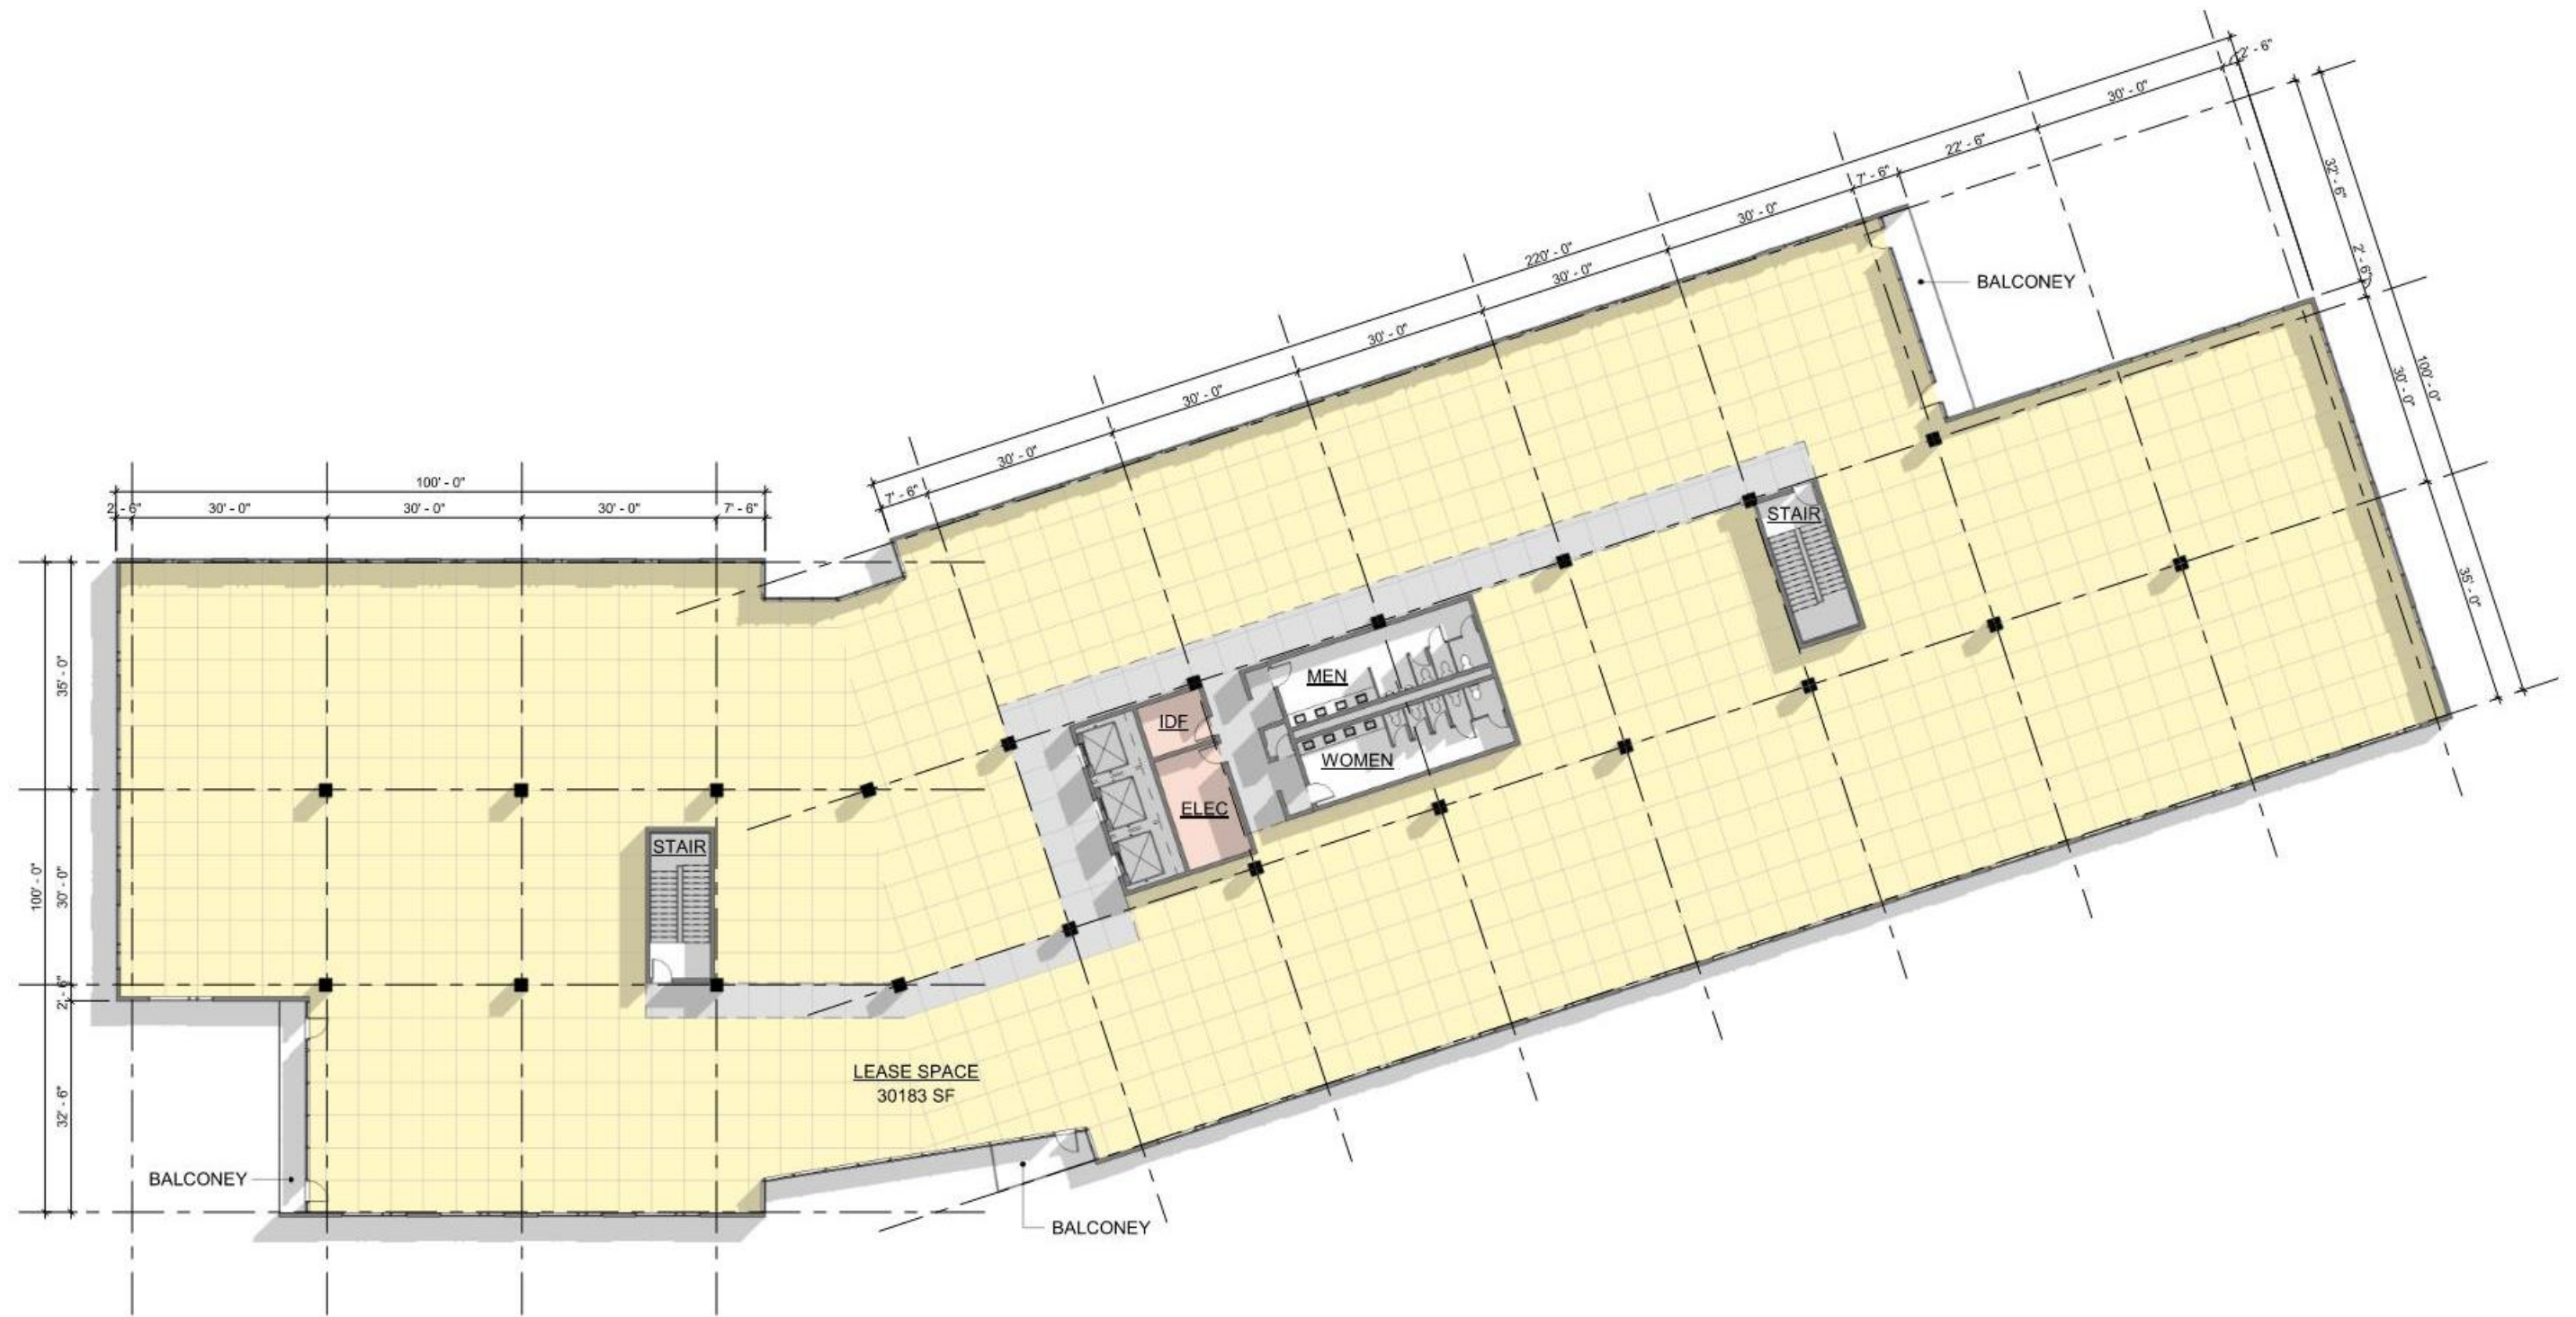 2' - 6"
30' - 0"
22' - 6"
7' - 6"
32' - 6"
30' - 0"
220' - 0"
30' - 0"
2' - 6"
BALCONEY
30' - 0"
100' - 0"
30' - 0"
30' - 0"
30' - 0"
7' - 6"
100' - 0"
2' - 6"
30' - 0"
30' - 0"
30' - 0"
7' - 6"
STAIR
35' - 0"
35' - 0"
MEN
IDF
WOMEN
ELEC
STAIR
100' - 0"
30' - 0"
2' - 6"
LEASE SPACE
30183 SF
32' - 6"
BALCONEY
BALCONEY